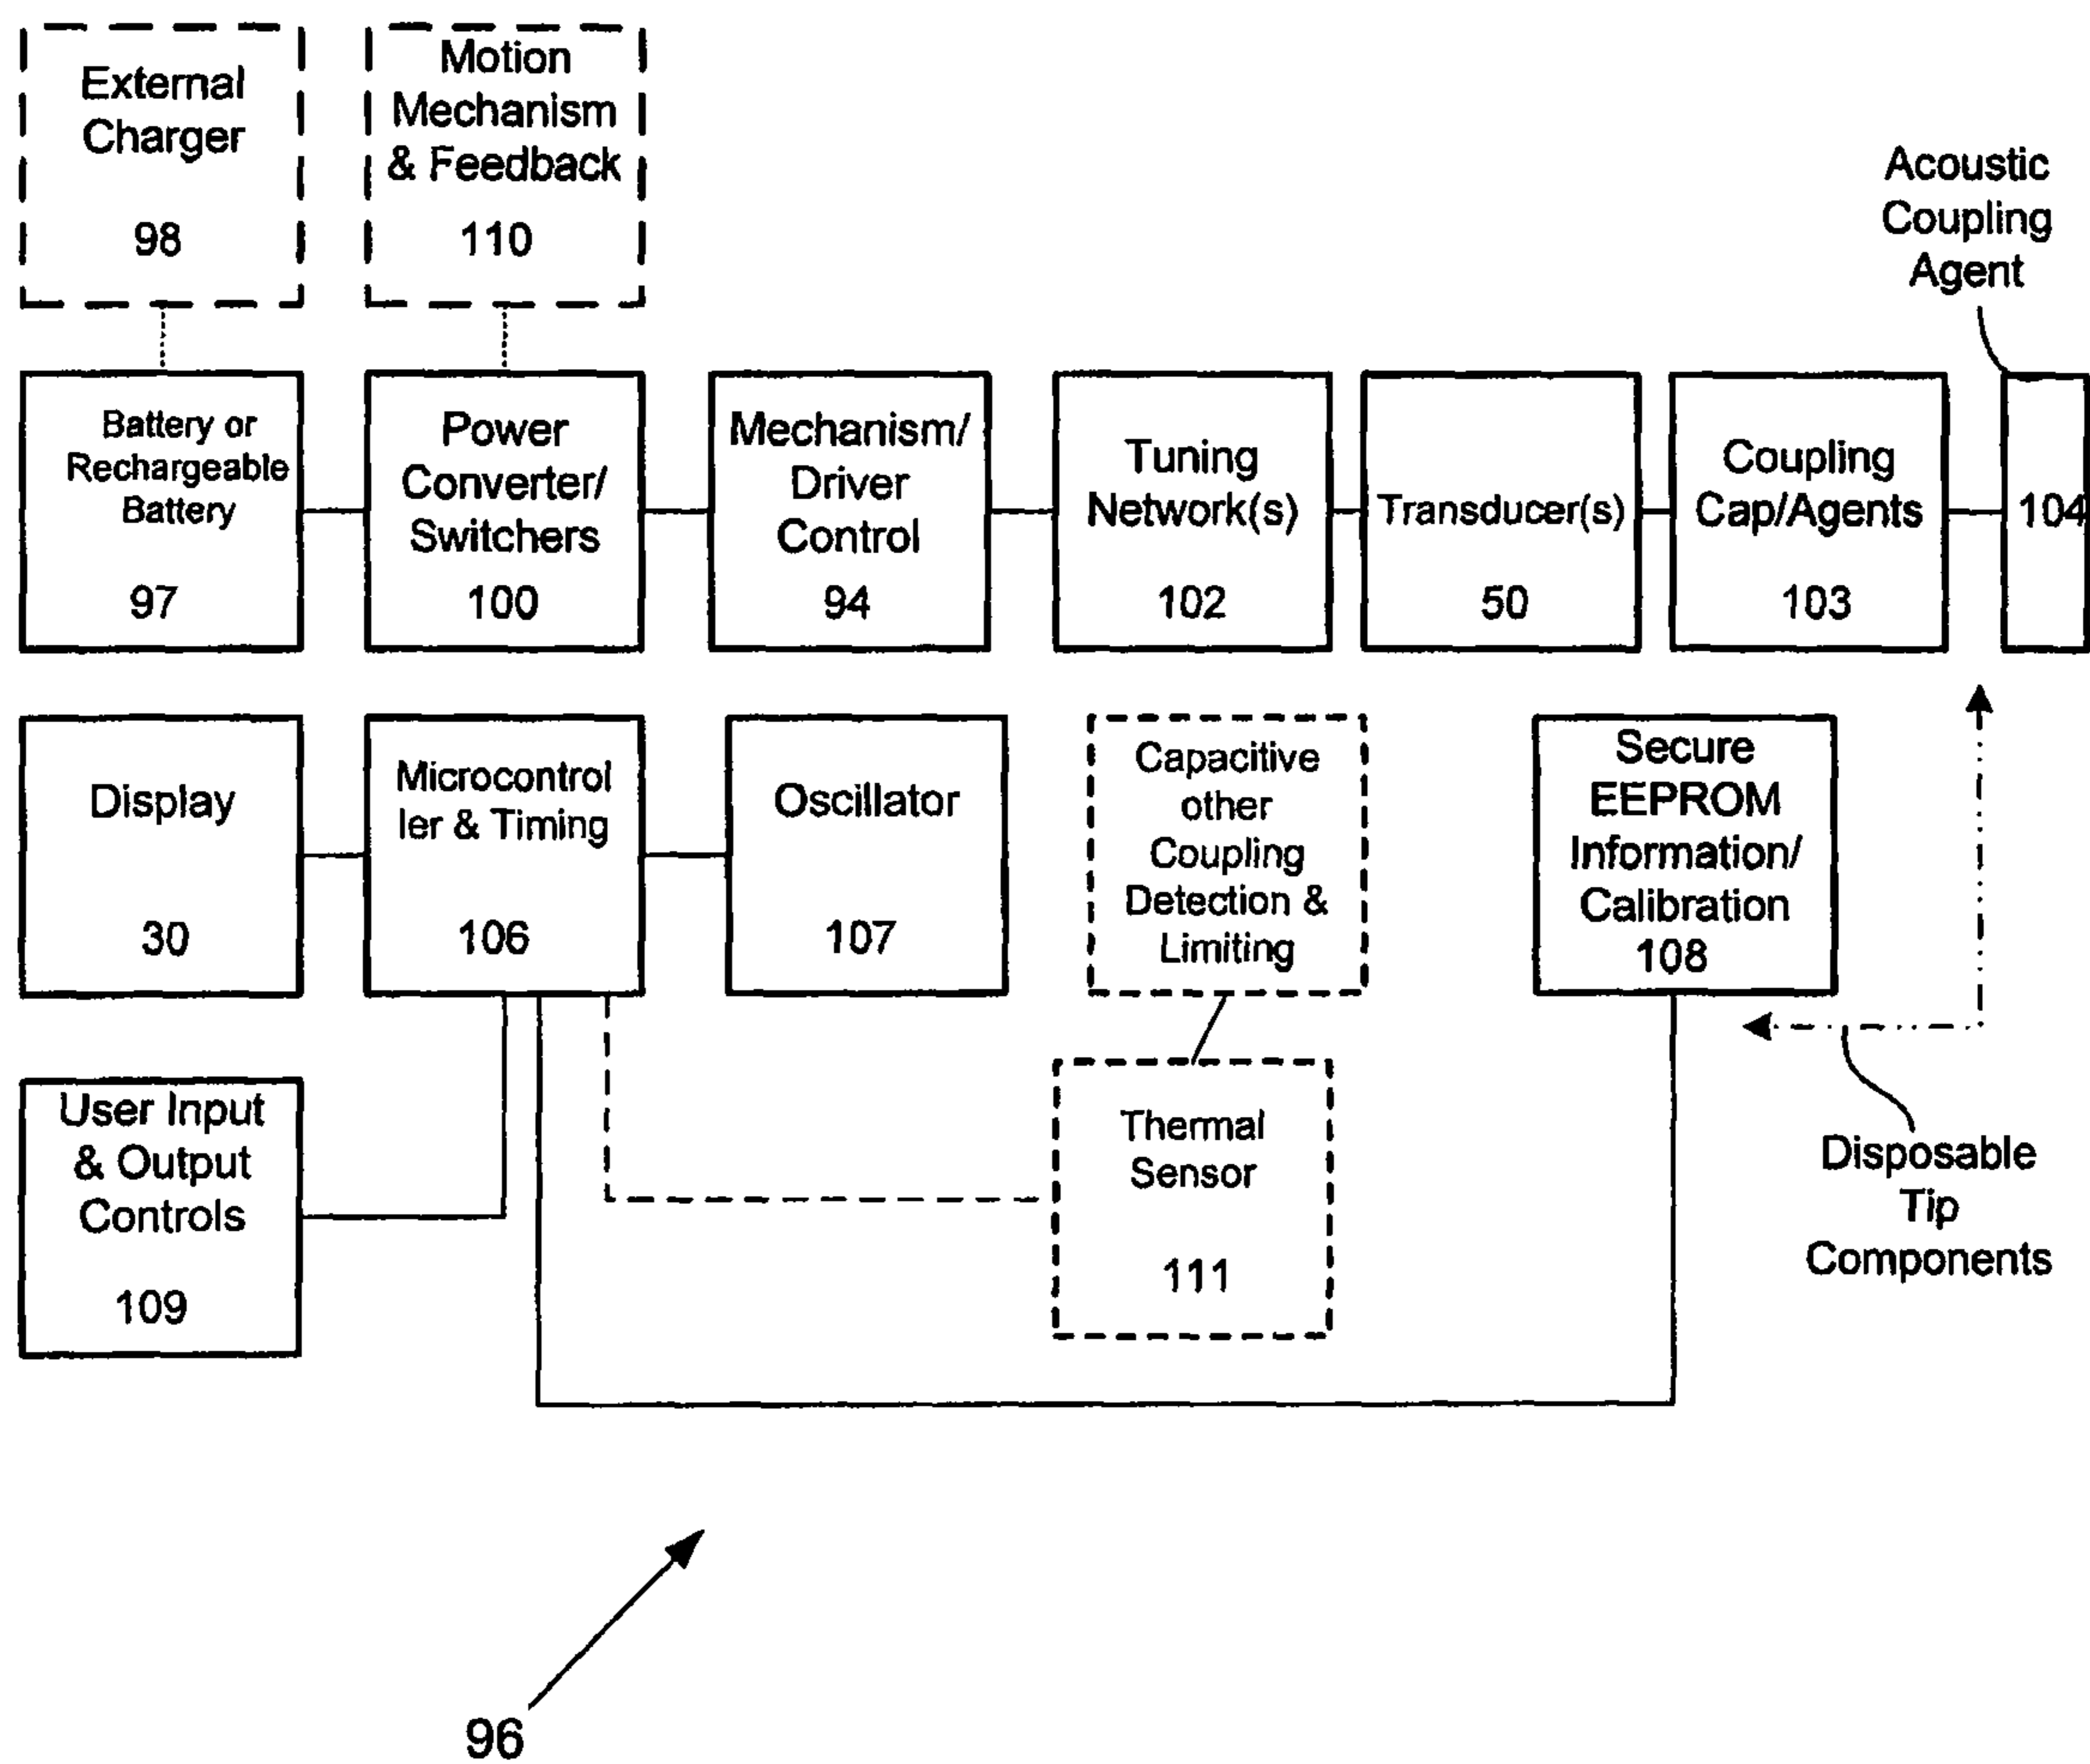 External
Charger
98
Motion
Mechanism
& Feedback
110
Acoustic
Coupling
Agent
Battery or
Rechargeable
Battery
97
Power
Converter/
Switchers
100
Mechanism/
Driver
Control
94
Tuning
Network(s)
102
Transducer(s)
50
Coupling
Cap/Agents
103
104
Display
30
Microcontrol
ler & Timing
106
Oscillator
107
Capacitive
other
Coupling
Detection &
Limiting
Secure
EEPROM
Information/
Calibration
108
User Input
& Output
Controls
109
Thermal
Sensor
111
Disposable
Tip
Components
96